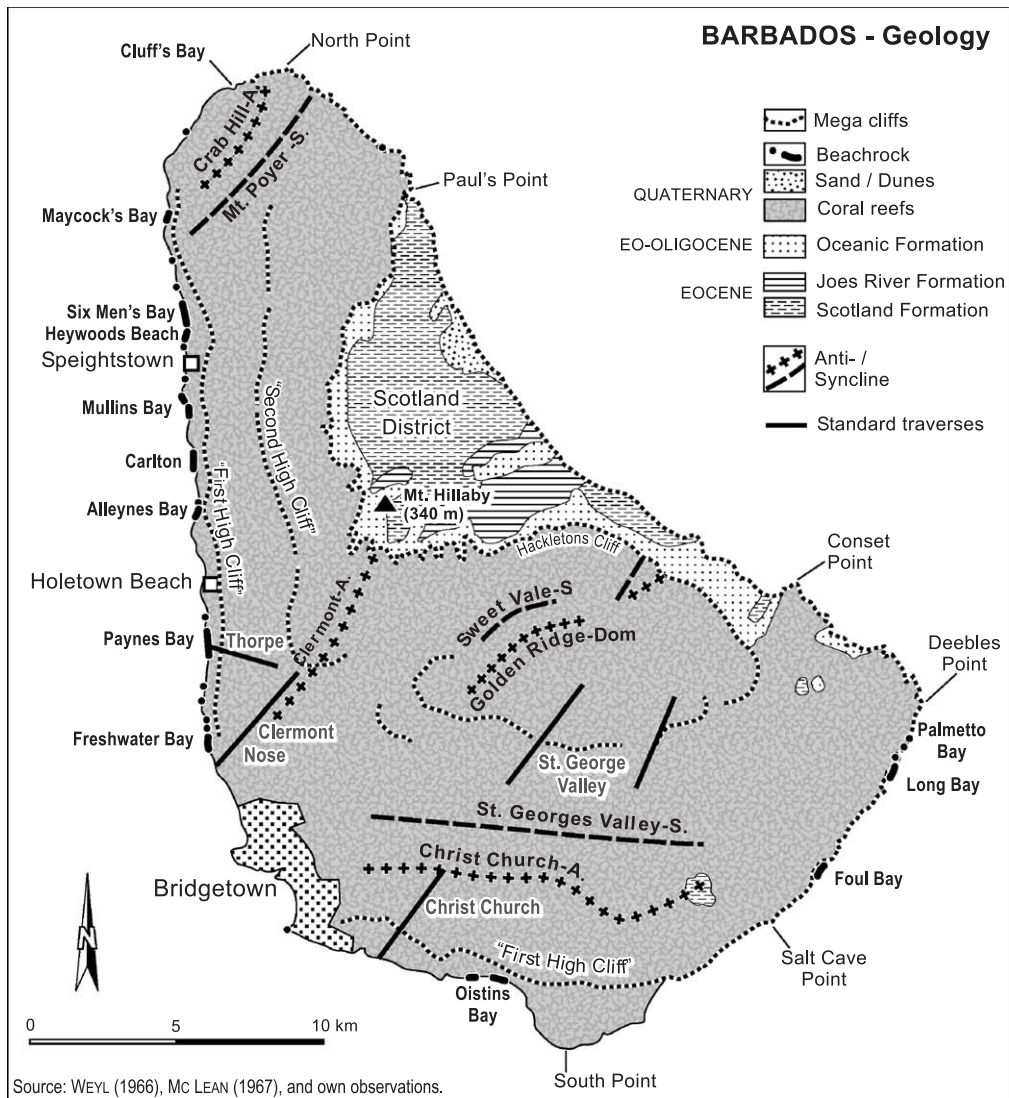 BARBADOS - Geology
North Point
Cluff's Bay
Crab Hill-A.
Mt. Poyer -S.
Paul's Point
Maycock's Bay
Six Men's Bay
Heywoods Beach
Speightstown
Mullins Bay
Carlton
Alleynes Bay
Holetown Beach
Paynes Bay
Freshwater Bay
"First High Cliff"
"Second High Cliff"
Scotland
District
Mt. Hillaby
(340 m)
Hackletons Cliff
Conset
Point
Deebles
Point
Palmetto
Bay
Long Bay
Foul Bay
Salt Cave
Point
Thorpe
Clermont-A.
Clermont
Nose
Sweet Vale-S
Golden Ridge-Dom
St. George
Valley
St. Georges Valley-S.
Christ Church-A.
Christ Church
"First High Cliff"
Bridgetown
Oistins
Bay
South Point
Mega cliffs
Beachrock
QUATERNARY
Sand / Dunes
Coral reefs
EO-OLIGOCENE
Oceanic Formation
EOCENE
Joes River Formation
Scotland Formation
Anti- /
Syncline
Standard traverses
N
0 5 10 km
Source: WEYL (1966), MC LEAN (1967), and own observations.